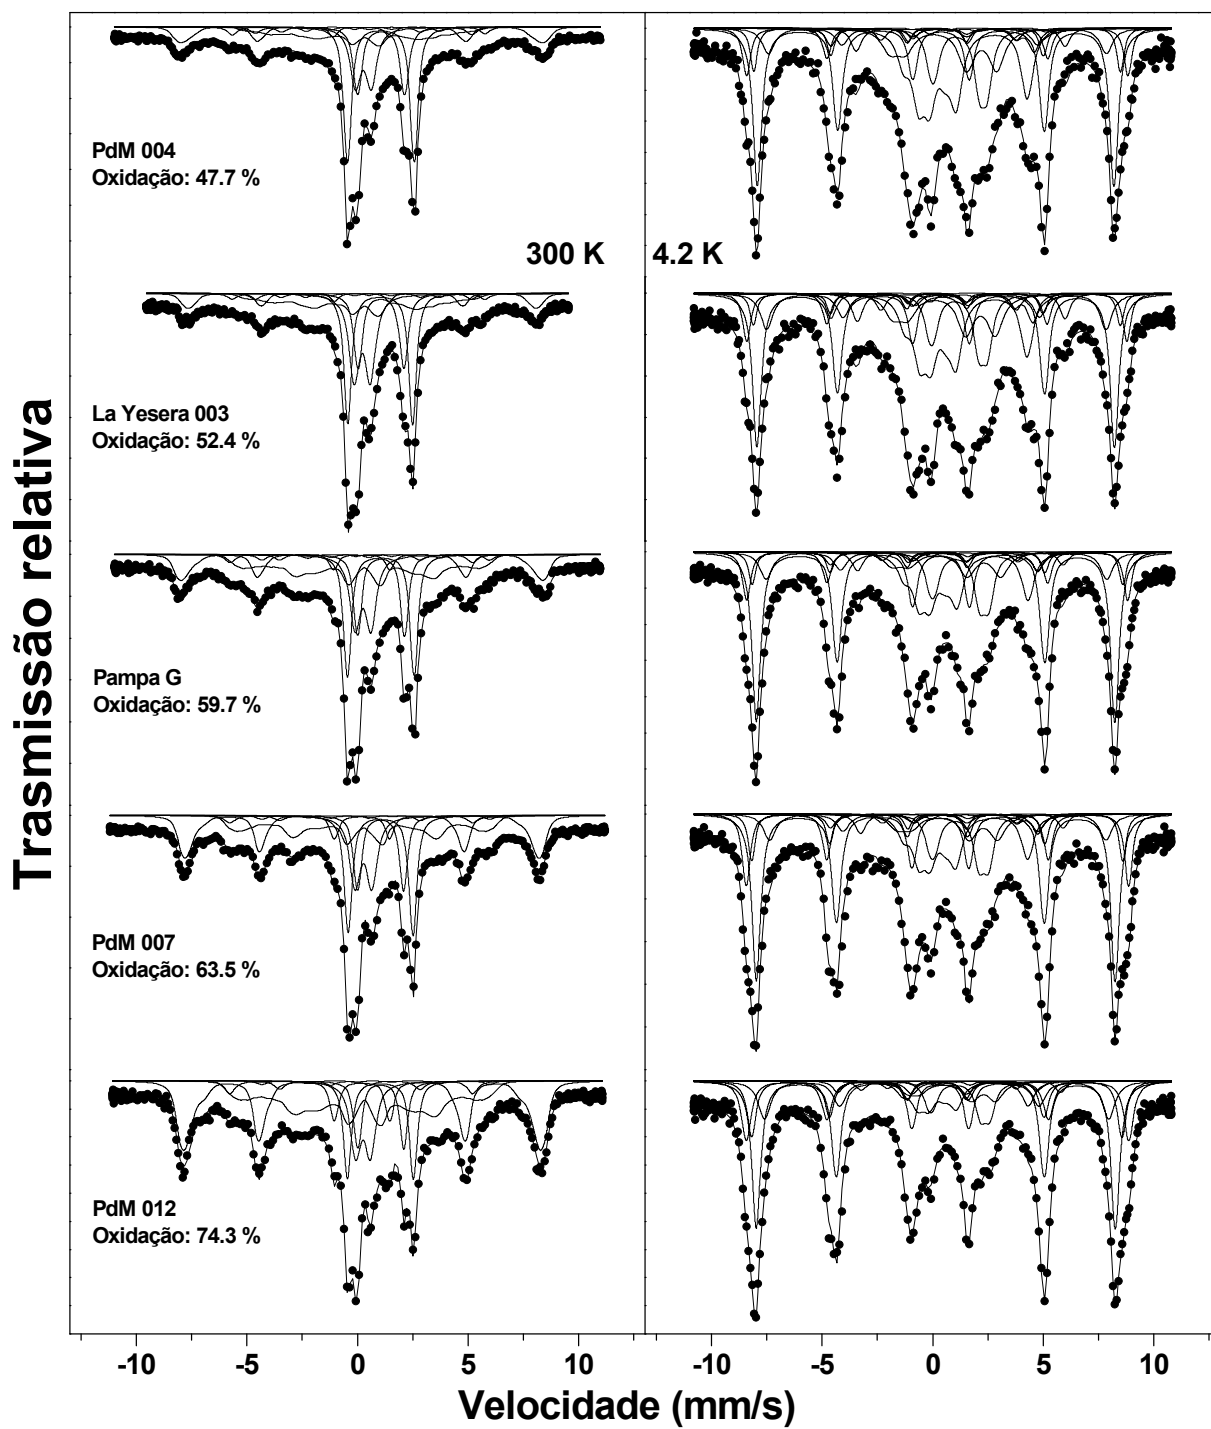 Trasmissão relativa
PdM 004
Oxidação: 47.7 %
300 K
4.2 K
La Yesera 003
Oxidação: 52.4 %
Pampa G
Oxidação: 59.7 %
PdM 007
Oxidação: 63.5 %
PdM 012
Oxidação: 74.3 %
-10 -5 0 5 10 -10 -5 0 5 10
Velocidade (mm/s)